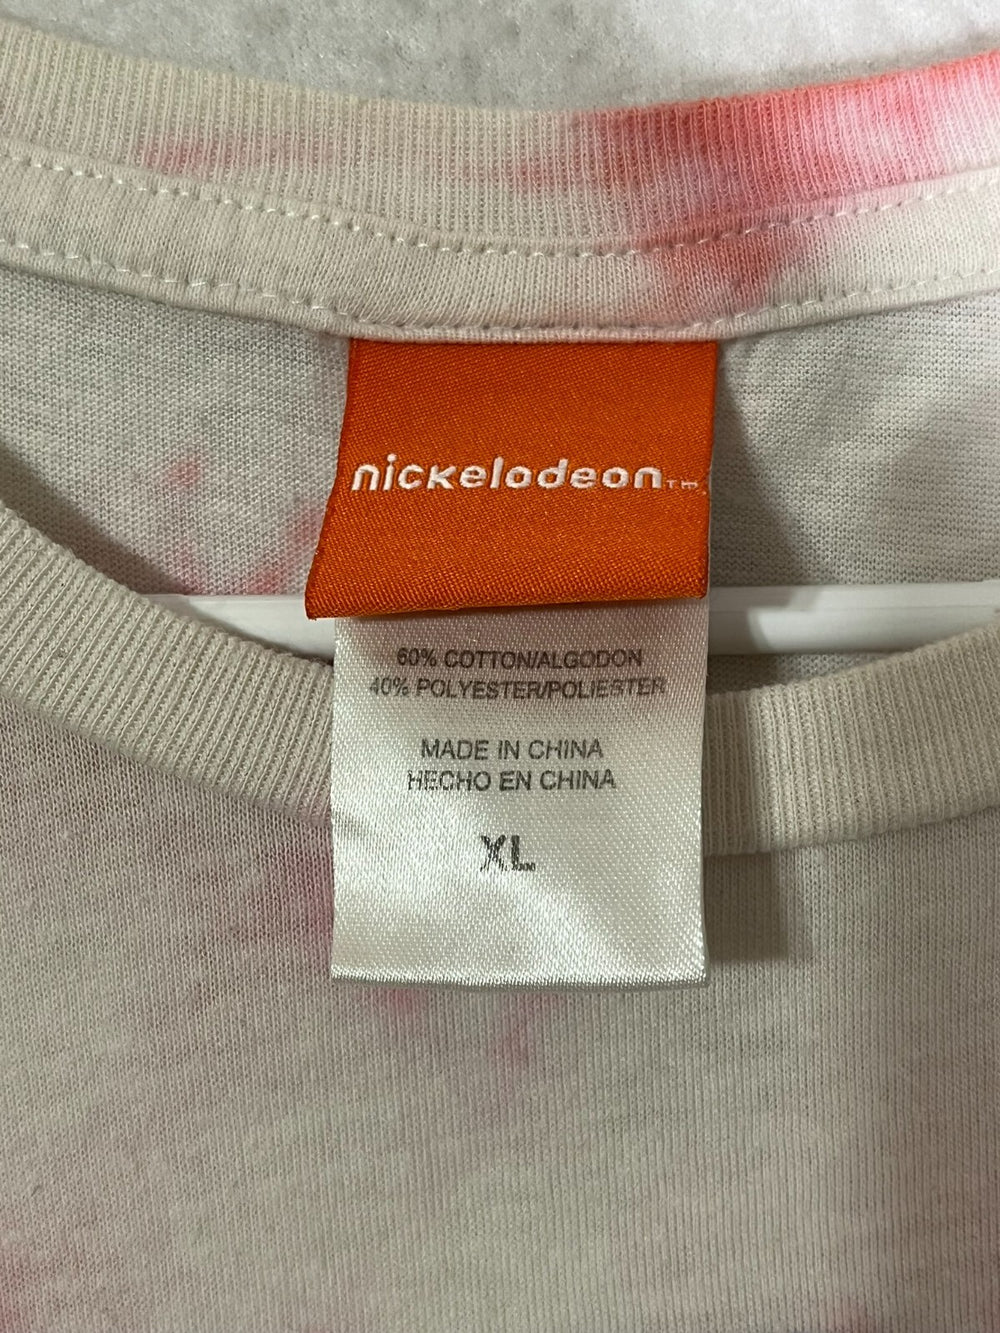 nickelodeon™
60% COTTON/ALGODON
40% POLYESTER/POLIESTER
MADE IN CHINA
HECHO EN CHINA
XL